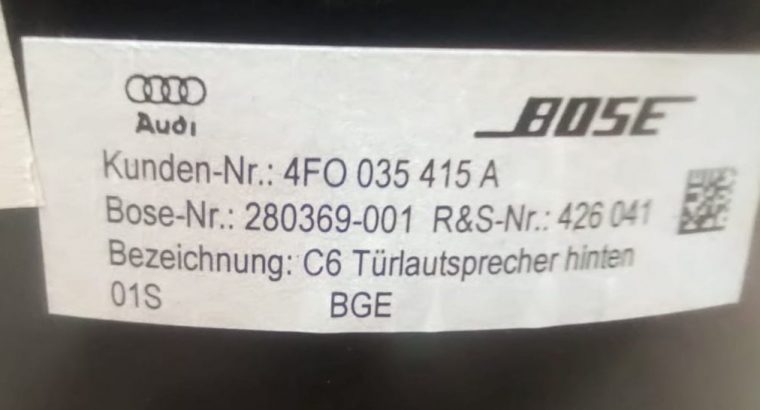 Audi
BOSE
Kunden-Nr.: 4FO 035 415 A
Bose-Nr.: 280369-001 R&S-Nr.: 426 041
Bezeichnung: C6 Türlautsprecher hinten
01S BGE